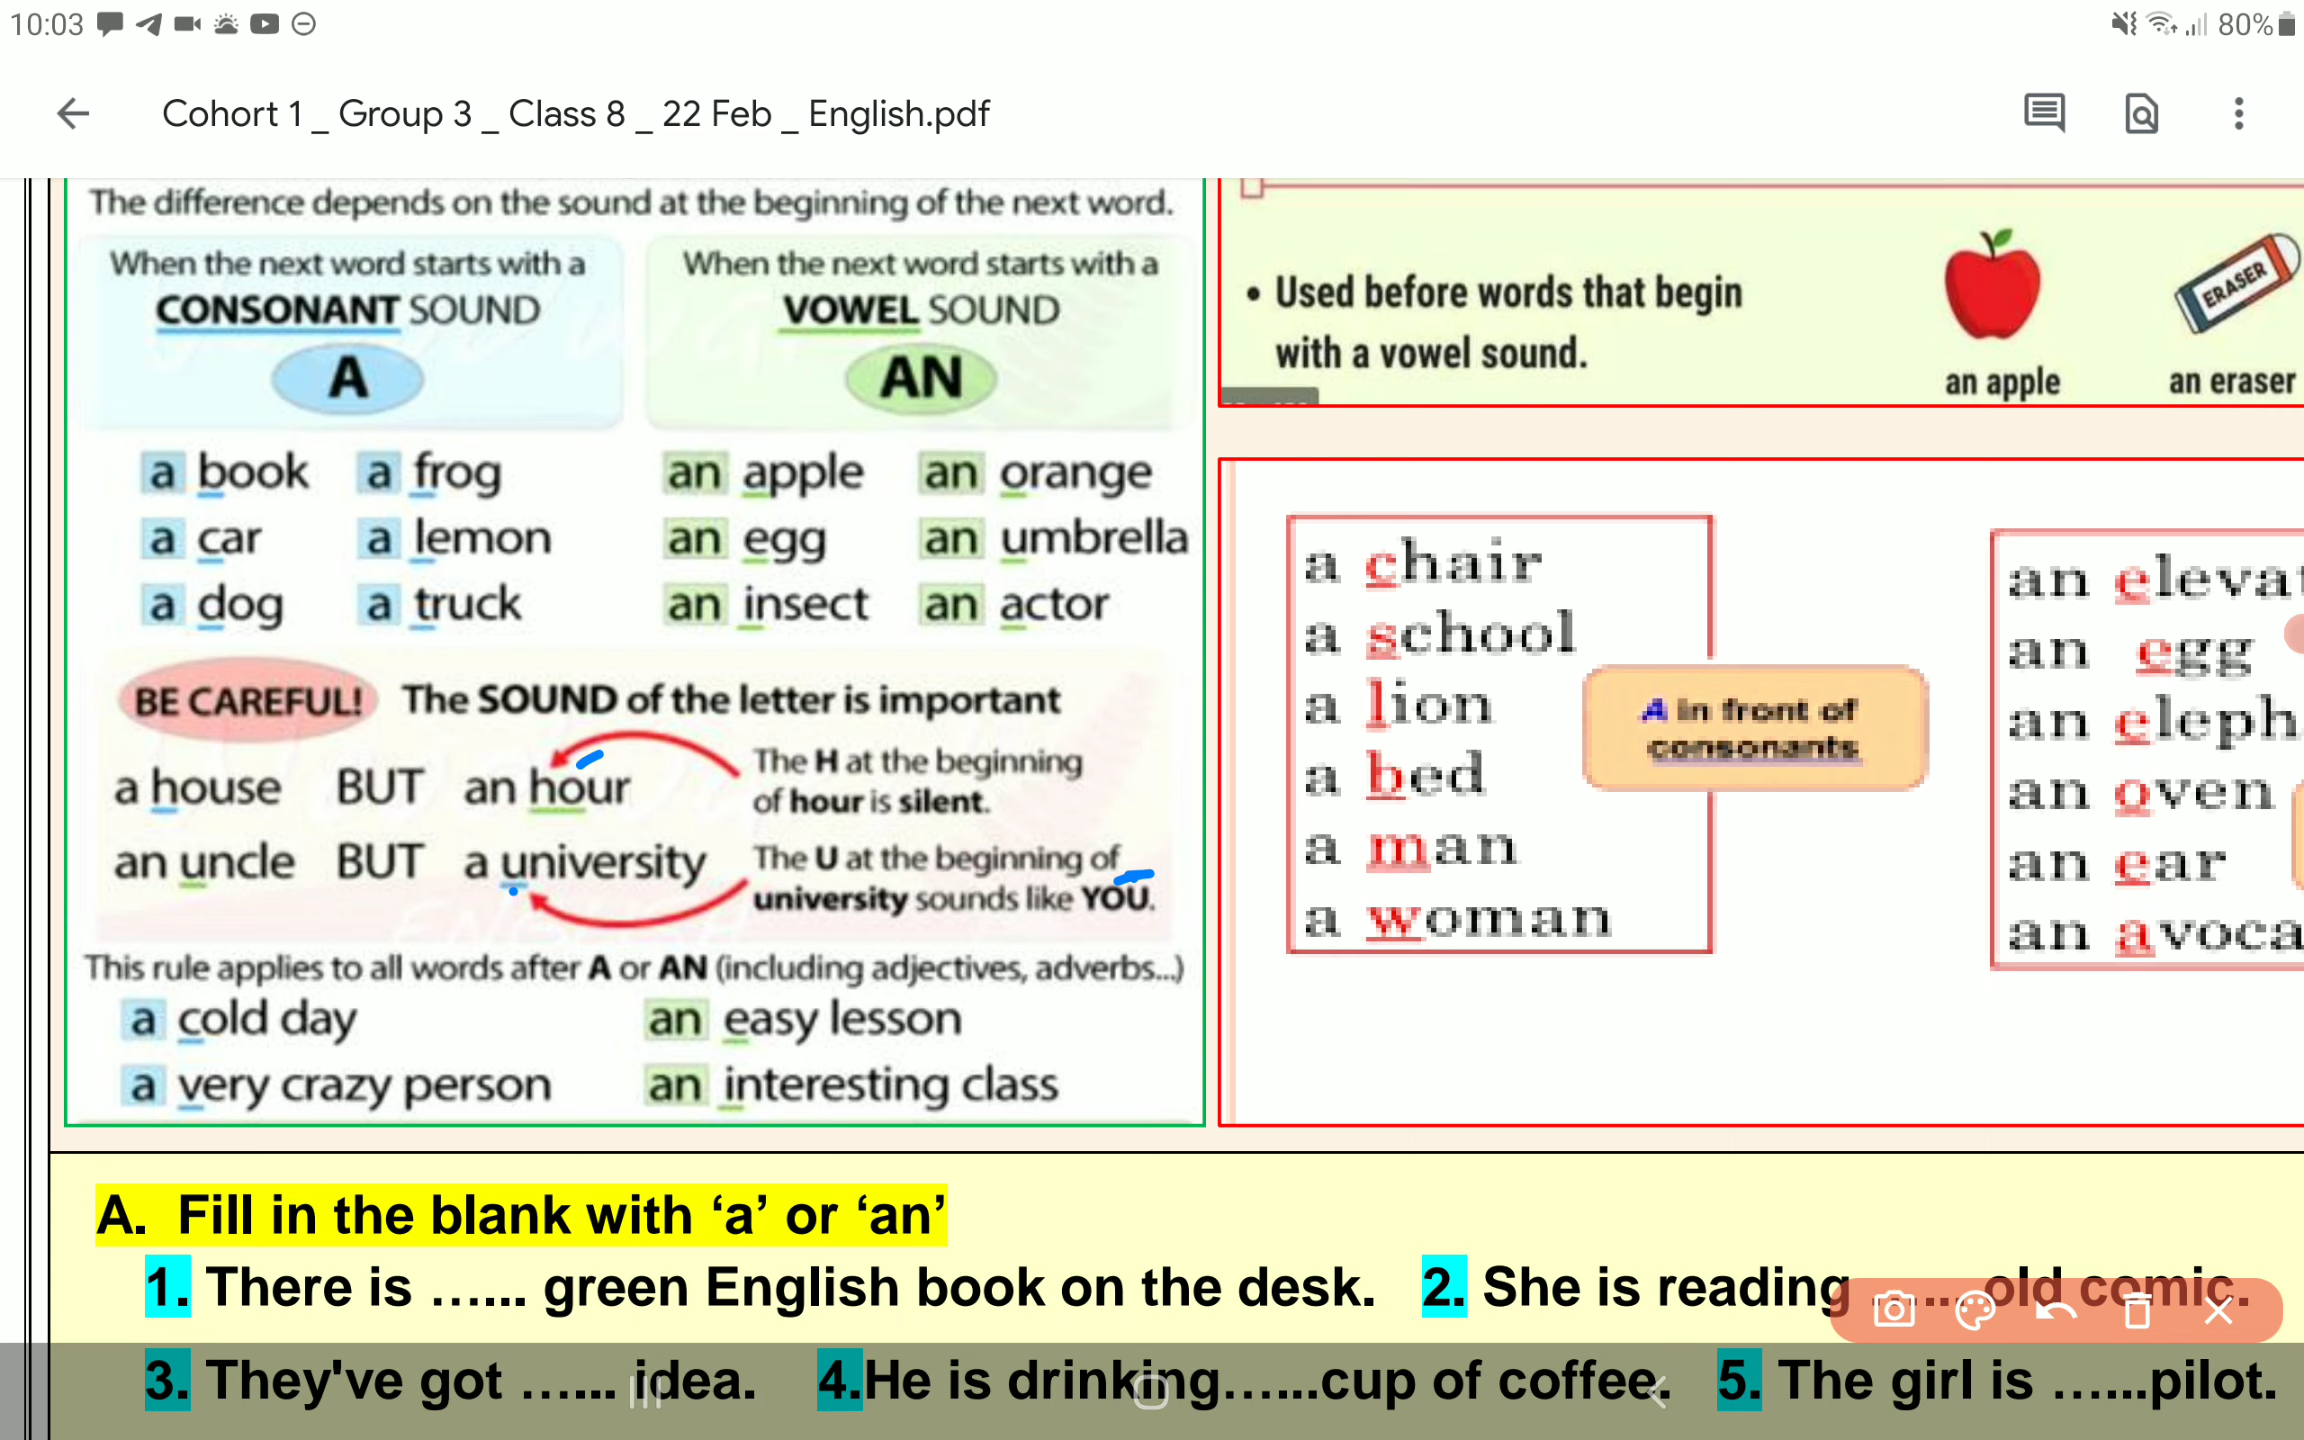 10:03 80%
Cohort 1 _ Group 3 _ Class 8 _ 22 Feb _ English.pdf
The difference depends on the sound at the beginning of the next word.
When the next word starts with a
CONSONANT SOUND
A
When the next word starts with a
VOWEL SOUND
AN
a book a frog an apple an orange
a car a lemon an egg an umbrella
a dog a truck an insect an actor
BE CAREFUL! The SOUND of the letter is important
a house BUT an hour
The H at the beginning
of hour is silent.
an uncle BUT a university
The U at the beginning of
university sounds like YOU.
This rule applies to all words after A or AN (including adjectives, adverbs...)
a cold day an easy lesson
a very crazy person an interesting class
• Used before words that begin
with a vowel sound.
an apple
ERASER
an eraser
a chair
a school
a lion
a bed
a man
a woman
A in front of
consonants
an elevat
an egg
an eleph
an oven
an ear
an avoca
A. Fill in the blank with ‘a’ or ‘an’
1. There is …... green English book on the desk. 2. She is reading …... old comic.
3. They've got …... idea. 4.He is drinking…...cup of coffee. 5. The girl is …...pilot.